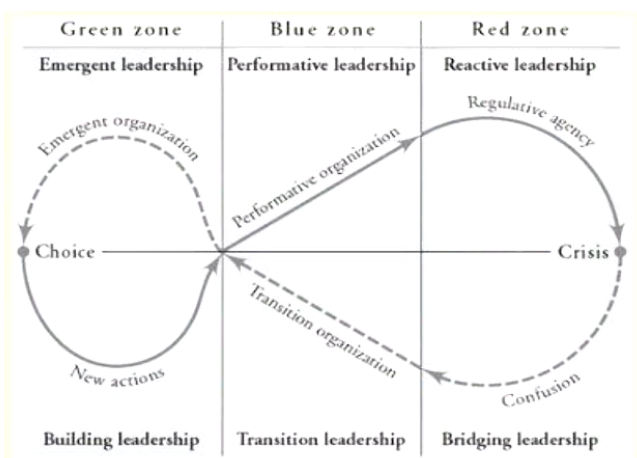 Green zone
Blue zone
Red zone
Emergent leadership
Performative leadership
Reactive leadership
Emergent organization
Performative organization
Regulative agency
Choice
Crisis
Transition organization
New actions
Confusion
Building leadership
Transition leadership
Bridging leadership